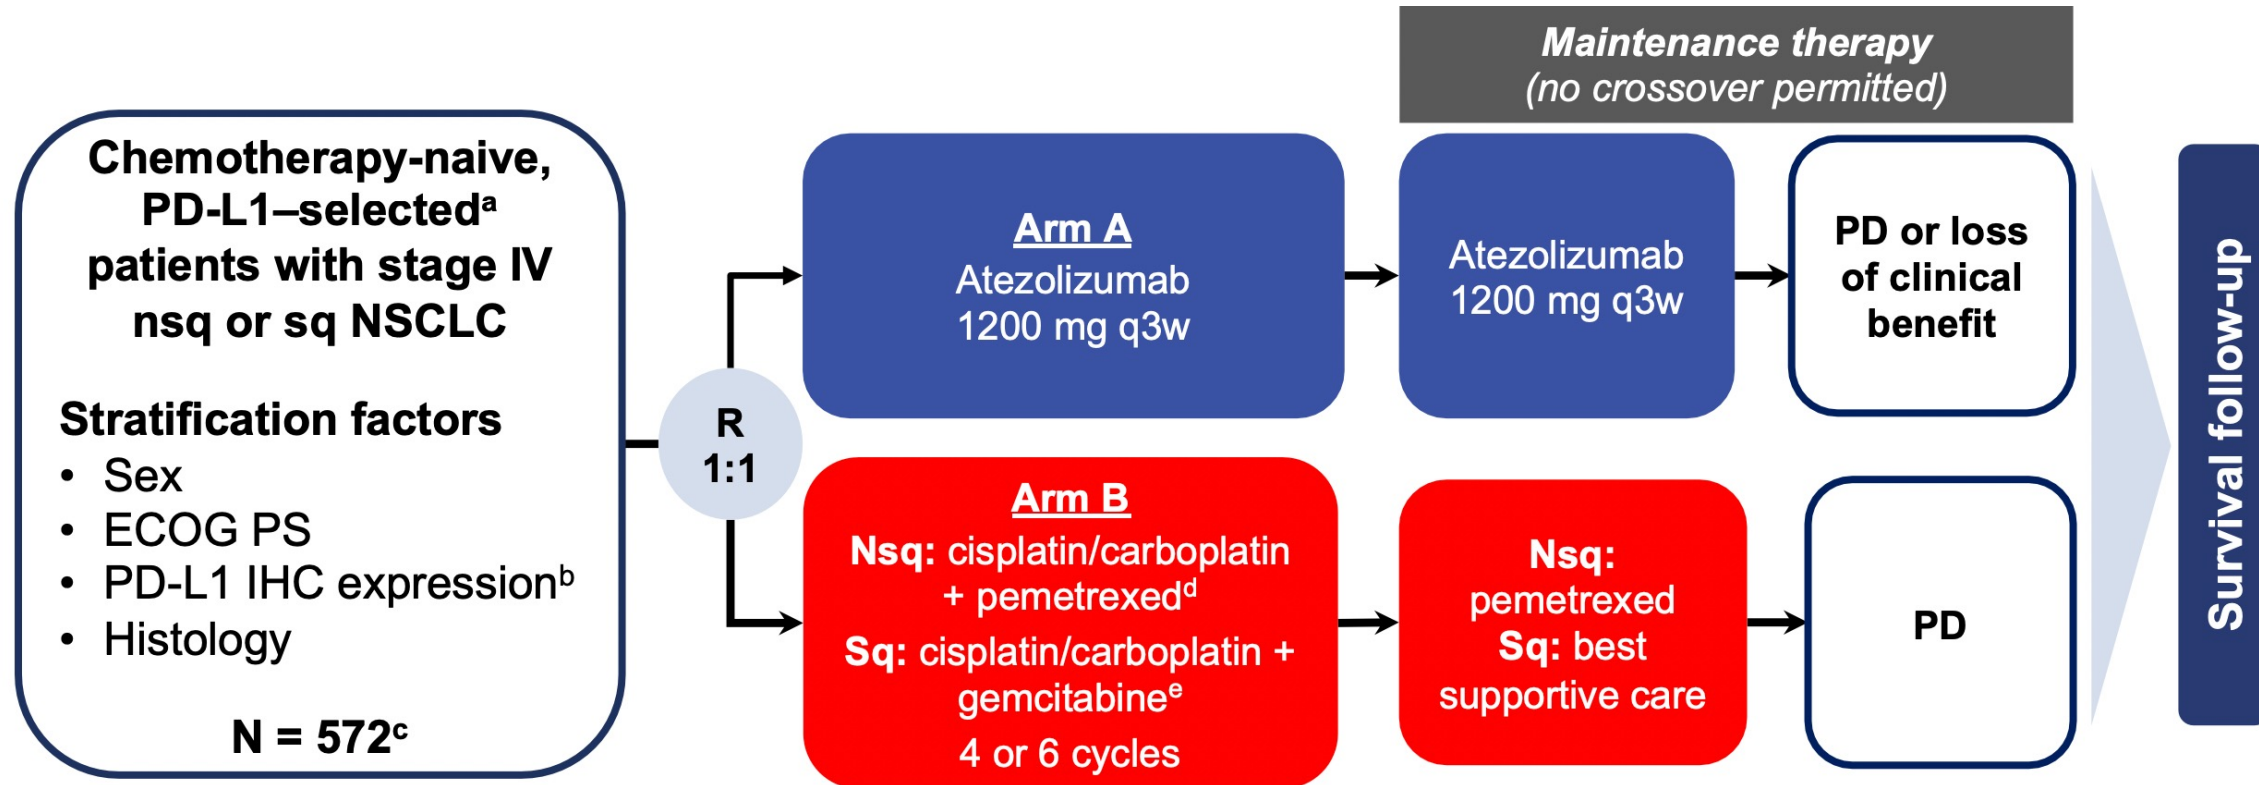 Maintenance therapy
(no crossover permitted)
Chemotherapy-naive,
PD-L1–selectedᵃ
patients with stage IV
nsq or sq NSCLC
Stratification factors
• Sex
• ECOG PS
• PD-L1 IHC expressionᵇ
• Histology
N = 572ᶜ
R
1:1
Arm A
Atezolizumab
1200 mg q3w
Atezolizumab
1200 mg q3w
PD or loss
of clinical
benefit
Arm B
Nsq: cisplatin/carboplatin
+ pemetrexedᵈ
Sq: cisplatin/carboplatin +
gemcitabineᵉ
4 or 6 cycles
Nsq:
pemetrexed
Sq: best
supportive care
PD
Survival follow-up